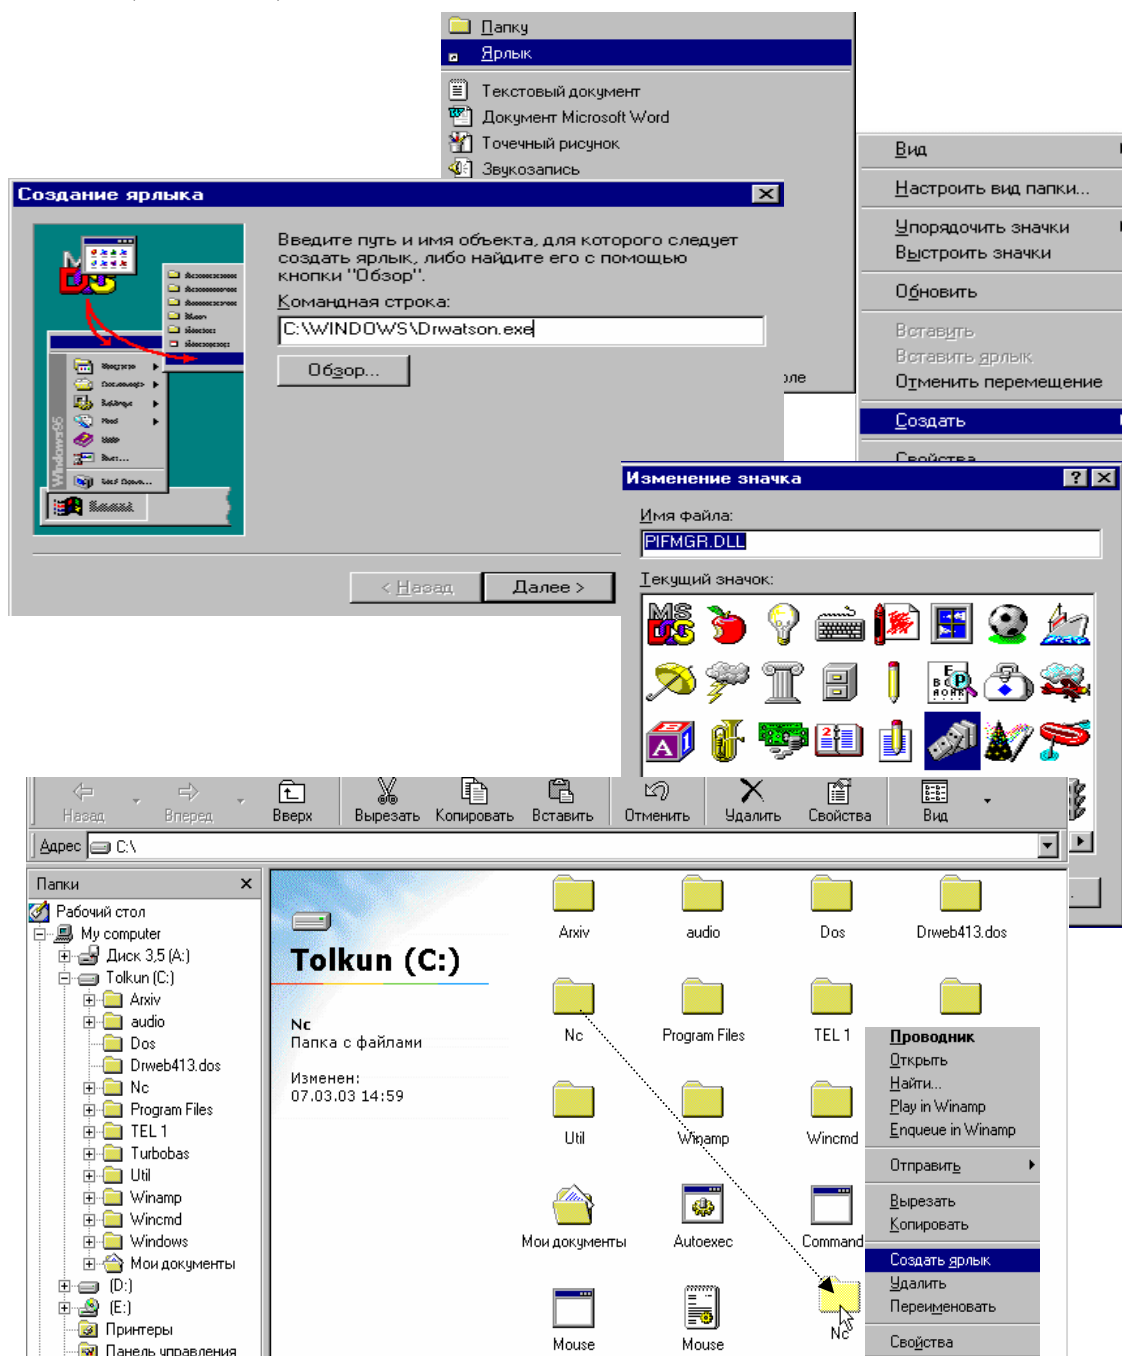 Папку
Ярлык
Текстовый документ
Документ Microsoft Word
Точечный рисунок
Звукозапись
Вид
Настроить вид папки...
Упорядочить значки
Выстроить значки
Обновить
Вставить
Вставить ярлык
Отменить перемещение
Создать
Свойства
Создание ярлыка
Введите путь и имя объекта, для которого следует
создать ярлык, либо найдите его с помощью
кнопки "Обзор".
Командная строка:
C:\WINDOWS\Drwatson.exe
Обзор...
Windows95
< Назад
Далее >
Изменение значка
Имя файла:
PIFMGR.DLL
Текущий значок:
Назад
Вперед
Вверх
Вырезать
Копировать
Вставить
Отменить
Удалить
Свойства
Вид
Адрес
C:\
Папки
Рабочий стол
My computer
Диск 3,5 (A:)
Tolkun (C:)
Arxiv
audio
Dos
Drweb413.dos
Nc
Program Files
TEL 1
Turbobas
Util
Winamp
Wincmd
Windows
Мои документы
(D:)
(E:)
Принтеры
Панель управления
Tolkun (C:)
Nc
Папка с файлами
Изменен:
07.03.03 14:59
Arxiv
audio
Dos
Drweb413.dos
Nc
Program Files
TEL 1
Util
Winamp
Wincmd
Мои документы
Autoexec
Command
Mouse
Mouse
Nc
Проводник
Открыть
Найти...
Play in Winamp
Enqueue in Winamp
Отправить
Вырезать
Копировать
Создать ярлык
Удалить
Переименовать
Свойства